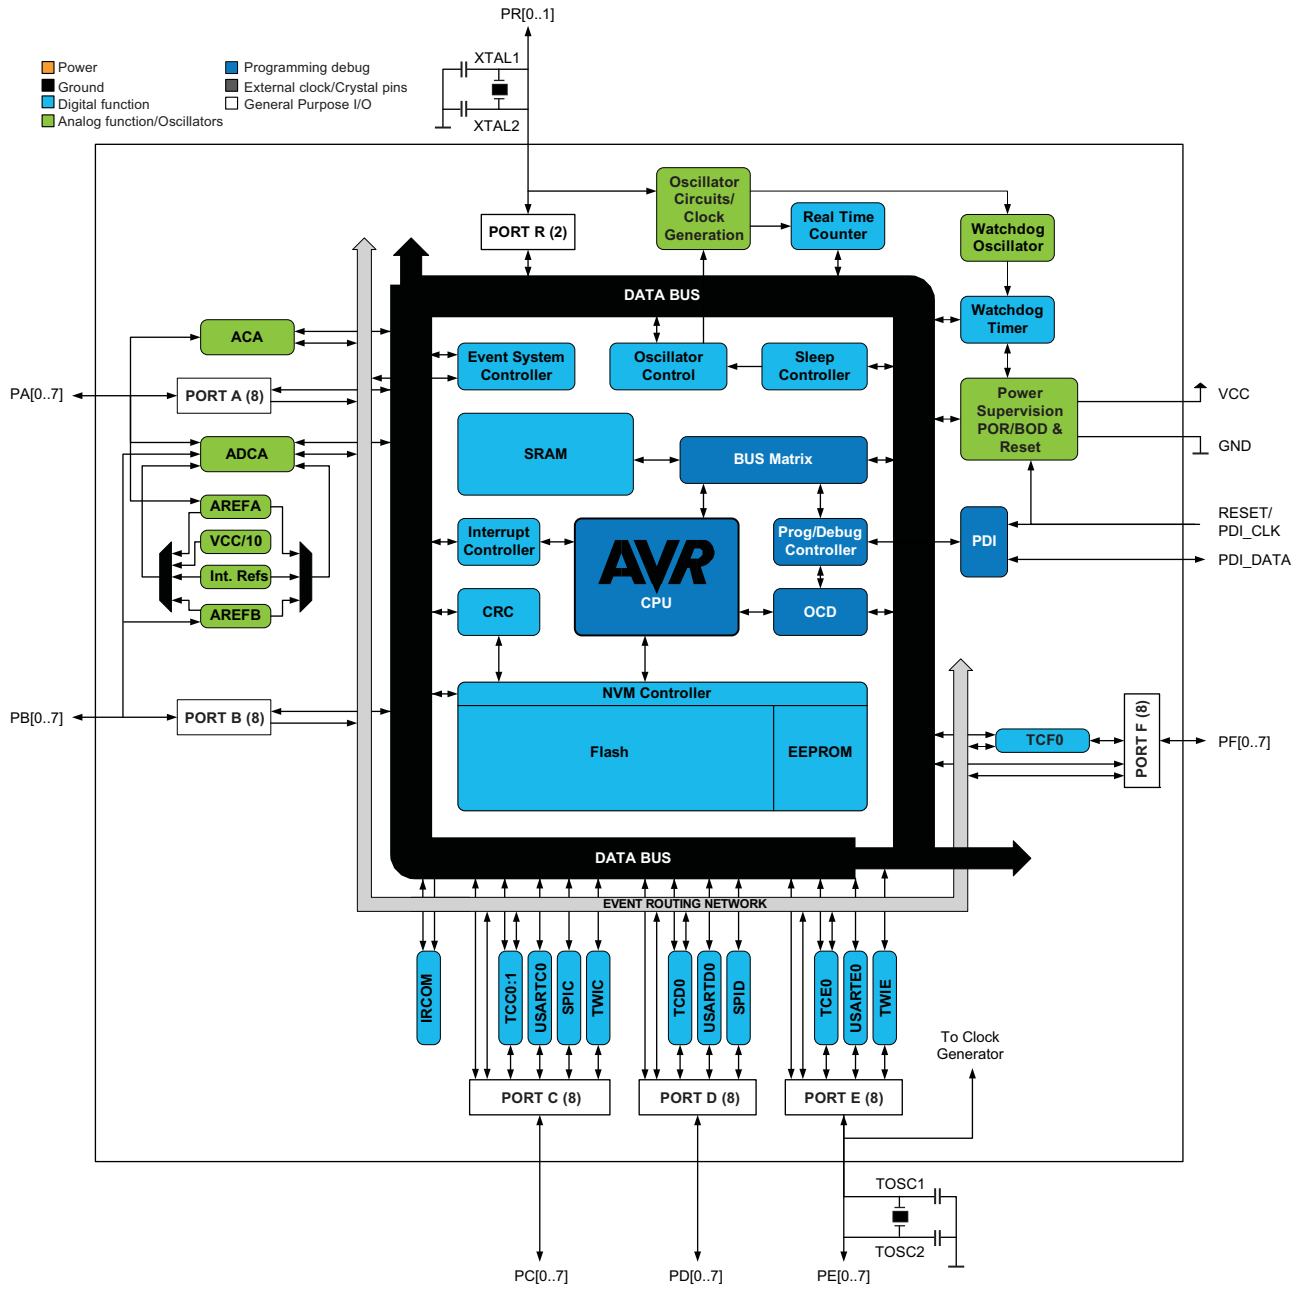 PR[0..1]
XTAL1
XTAL2
Power
Ground
Digital function
Analog function/Oscillators
Programming debug
External clock/Crystal pins
General Purpose I/O
Oscillator
Circuits/
Clock
Generation
PORT R (2)
Real Time
Counter
Watchdog
Oscillator
DATA BUS
Watchdog
Timer
ACA
Event System
Controller
Oscillator
Control
Sleep
Controller
PA[0..7]
PORT A (8)
Power
Supervision
POR/BOD &
Reset
VCC
GND
ADCA
SRAM
BUS Matrix
AREFA
VCC/10
Int. Refs
AREFB
Interrupt
Controller
AVR
CPU
Prog/Debug
Controller
PDI
RESET/
PDI_CLK
PDI_DATA
CRC
OCD
NVM Controller
Flash
EEPROM
PB[0..7]
PORT B (8)
TCF0
PORT F (8)
PF[0..7]
DATA BUS
EVENT ROUTING NETWORK
IRCOM
TCC0:1
USARTC0
SPIC
TWIC
TCD0
USARTD0
SPID
TCE0
USARTE0
TWIE
To Clock
Generator
PORT C (8)
PORT D (8)
PORT E (8)
TOSC1
TOSC2
PC[0..7]
PD[0..7]
PE[0..7]